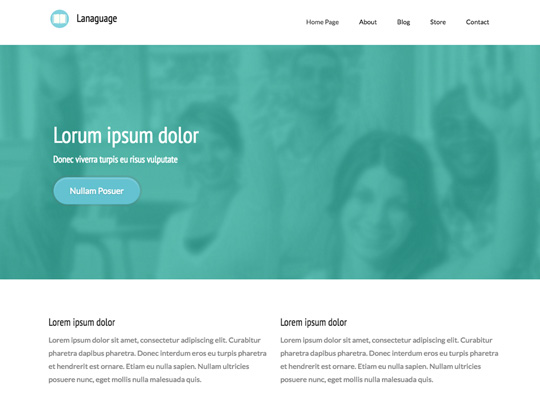 Lanaguage
Home Page About Blog Store Contact
Lorum ipsum dolor
Donec viverra turpis eu risus vulputate
Nullam Posuer
Lorem ipsum dolor
Lorem ipsum dolor sit amet, consectetur adipiscing elit. Curabitur
pharetra dapibus pharetra. Donec interdum eros eu turpis pharetra
et hendrerit est ornare. Etiam eu nulla sapien. Nullam ultricies
posuere nunc, eget mollis nulla malesuada quis.
Lorem ipsum dolor
Lorem ipsum dolor sit amet, consectetur adipiscing elit. Curabitur
pharetra dapibus pharetra. Donec interdum eros eu turpis pharetra
et hendrerit est ornare. Etiam eu nulla sapien. Nullam ultricies
posuere nunc, eget mollis nulla malesuada quis.